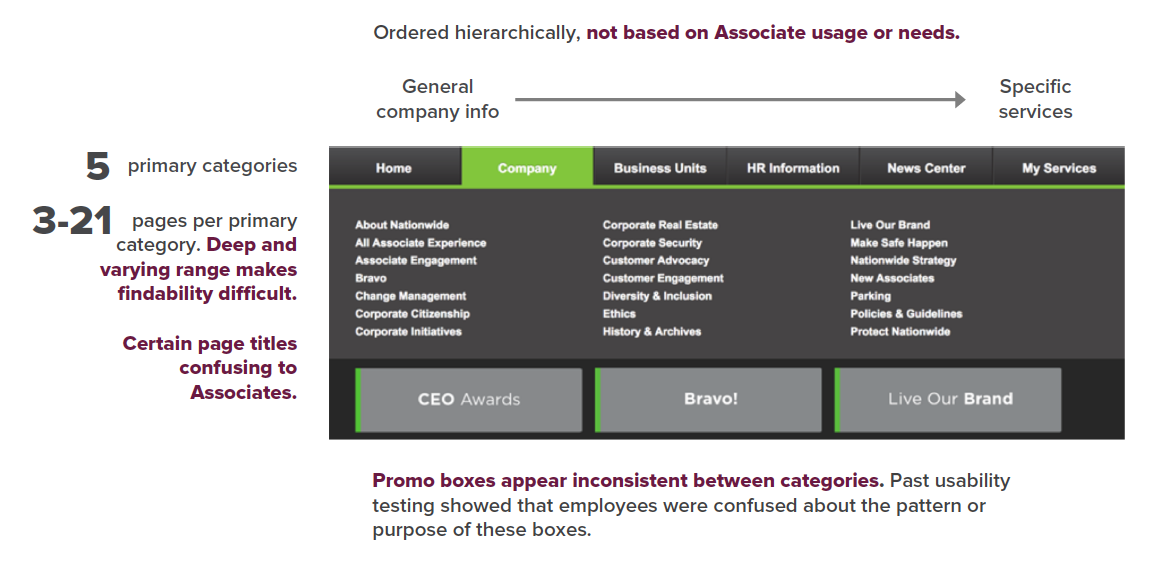 Ordered hierarchically, not based on Associate usage or needs.
General
company info
Specific
services
5 primary categories
3-21 pages per primary
category. Deep and
varying range makes
findability difficult.
Certain page titles
confusing to
Associates.
Home Company Business Units HR Information News Center My Services
About Nationwide
All Associate Experience
Associate Engagement
Bravo
Change Management
Corporate Citizenship
Corporate Initiatives
Corporate Real Estate
Corporate Security
Customer Advocacy
Customer Engagement
Diversity & Inclusion
Ethics
History & Archives
Live Our Brand
Make Safe Happen
Nationwide Strategy
New Associates
Parking
Policies & Guidelines
Protect Nationwide
CEO Awards
Bravo!
Live Our Brand
Promo boxes appear inconsistent between categories. Past usability
testing showed that employees were confused about the pattern or
purpose of these boxes.